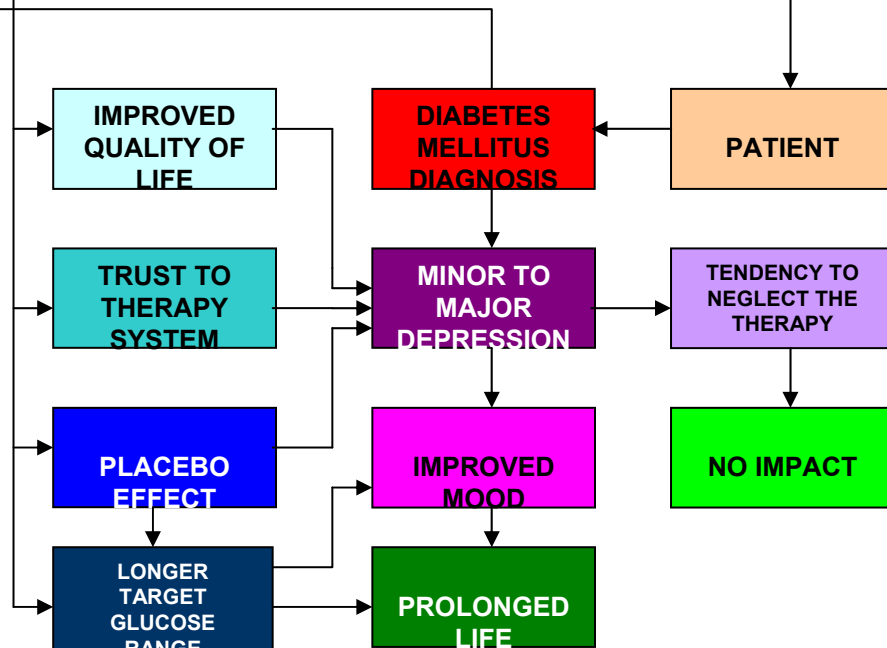 IMPROVED
QUALITY OF
LIFE
DIABETES
MELLITUS
DIAGNOSIS
PATIENT
TRUST TO
THERAPY
SYSTEM
MINOR TO
MAJOR
DEPRESSION
TENDENCY TO
NEGLECT THE
THERAPY
PLACEBO
EFFECT
IMPROVED
MOOD
NO IMPACT
LONGER
TARGET
GLUCOSE
RANGE
PROLONGED
LIFE